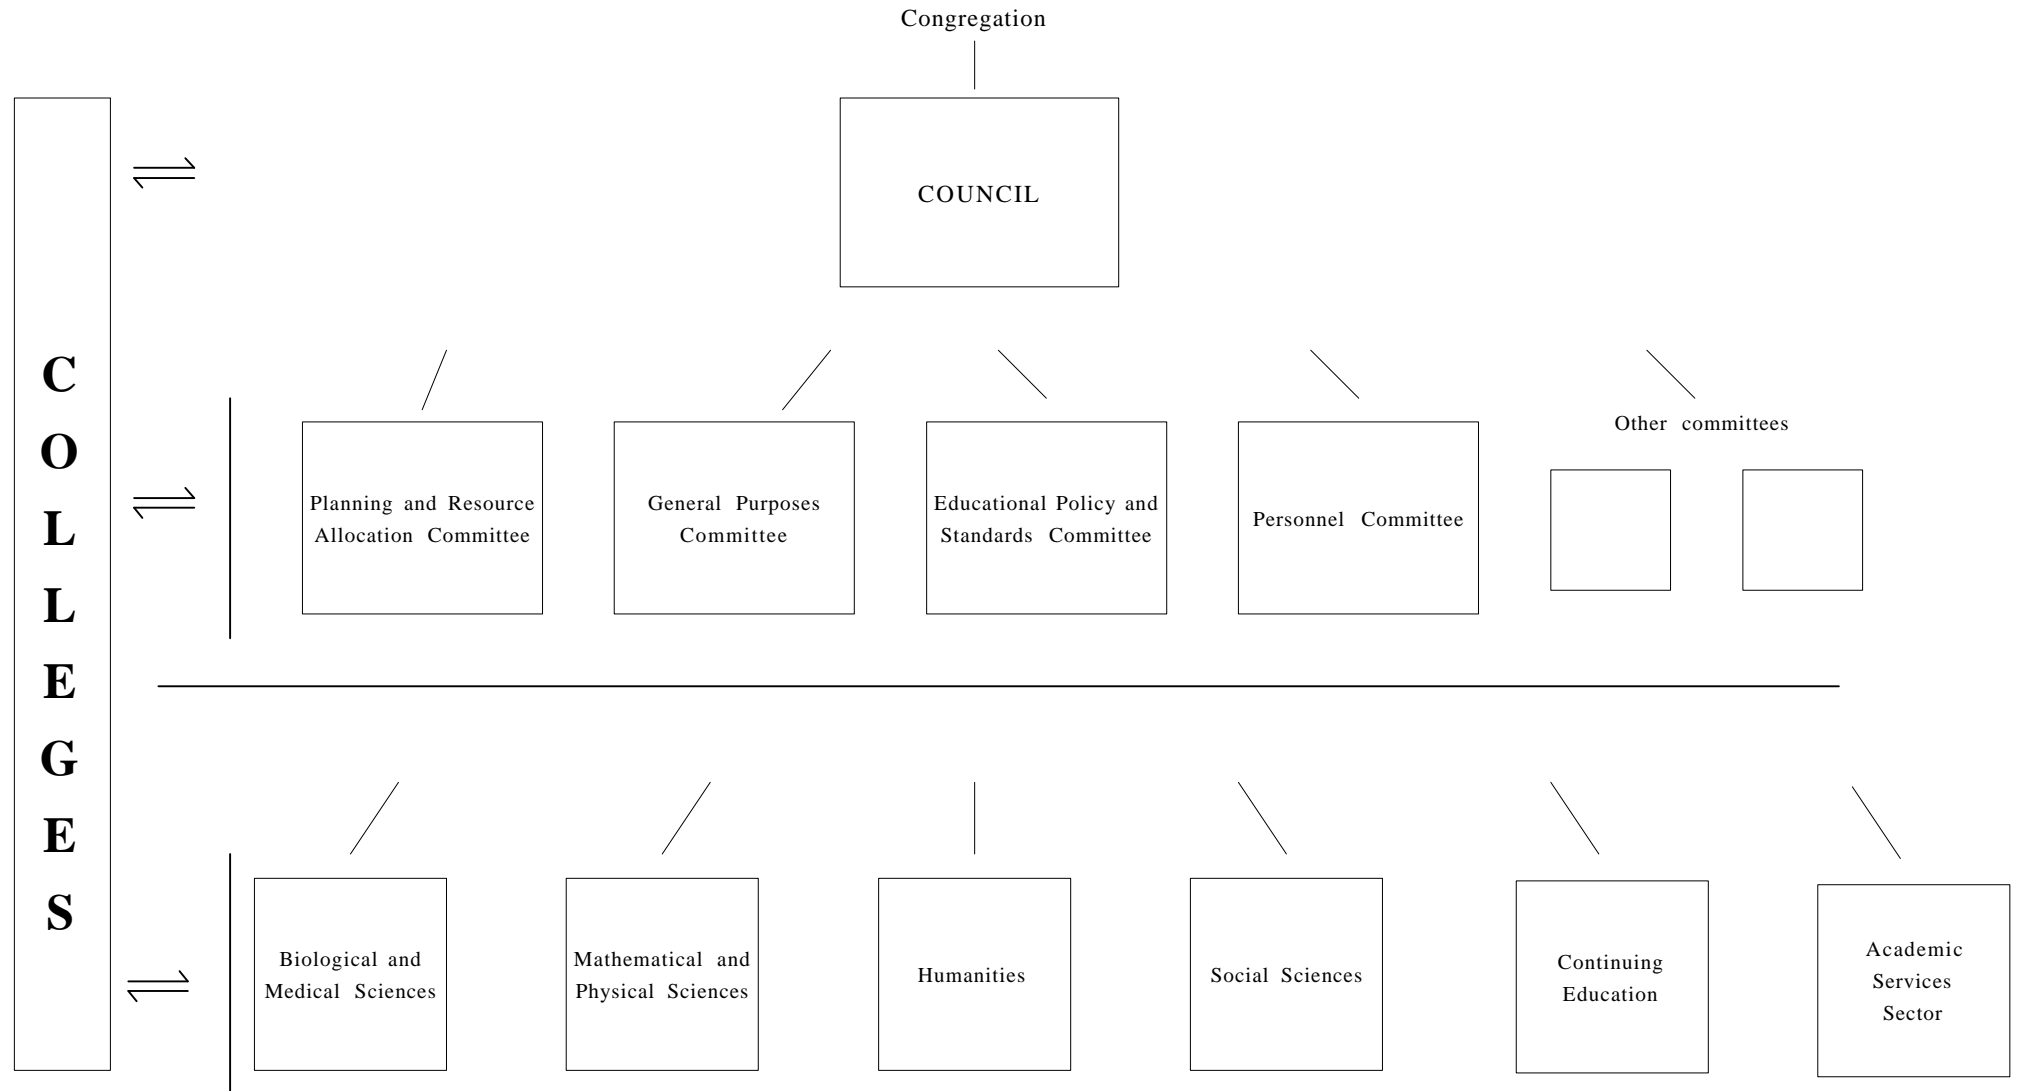 Congregation
COUNCIL
COLLEGES
Other committees
Planning and Resource
Allocation Committee
General Purposes
Committee
Educational Policy and
Standards Committee
Personnel Committee
Biological and
Medical Sciences
Mathematical and
Physical Sciences
Humanities
Social Sciences
Continuing
Education
Academic
Services
Sector